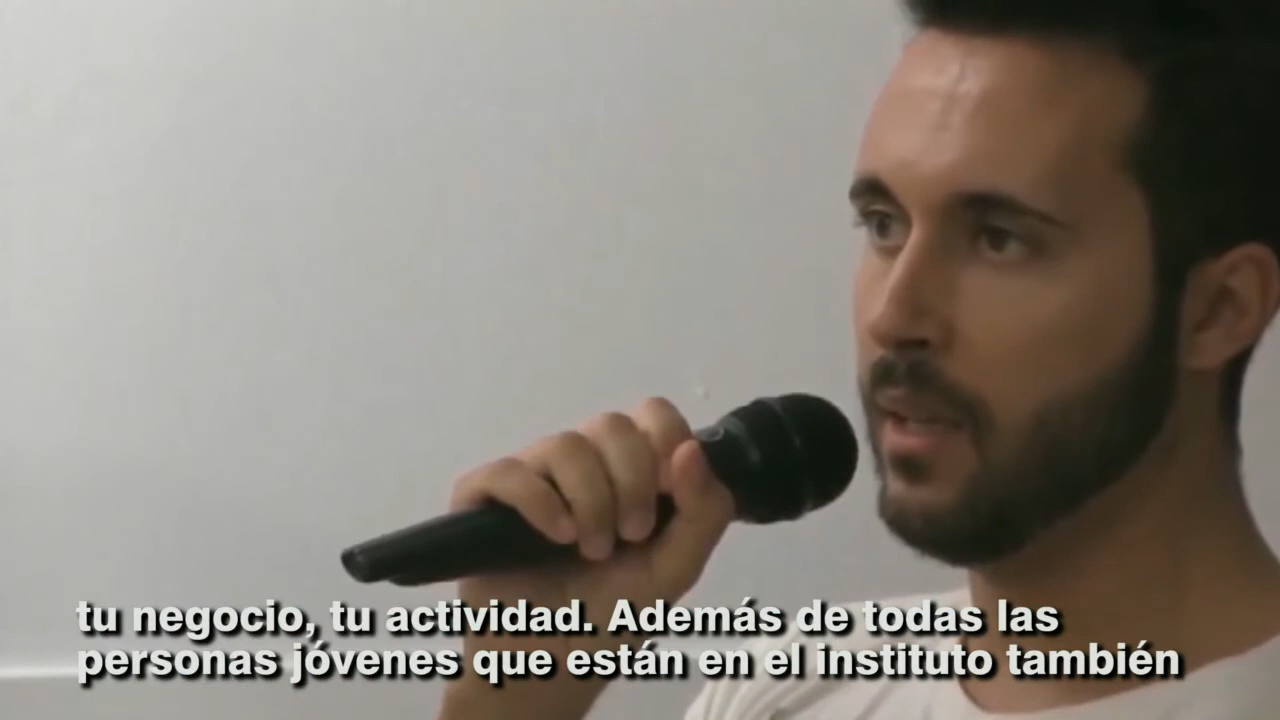 tu negocio, tu actividad. Además de todas las
personas jóvenes que están en el instituto también